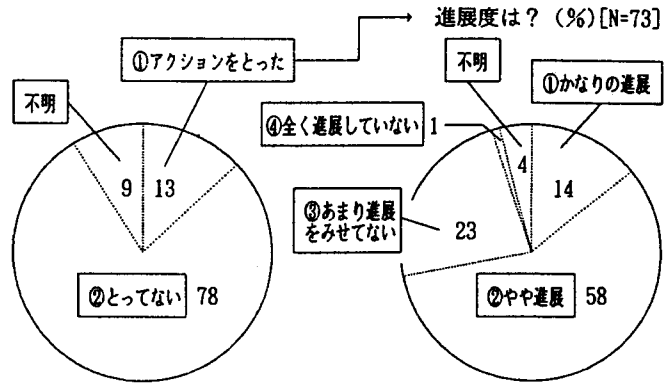 進展度は？ (%)[N=73]
①アクションをとった
不明
9
13
②とってない 78
不明
①かなりの進展
④全く進展していない 1
4
14
③あまり進展
をみせてない
23
②やや進展 58